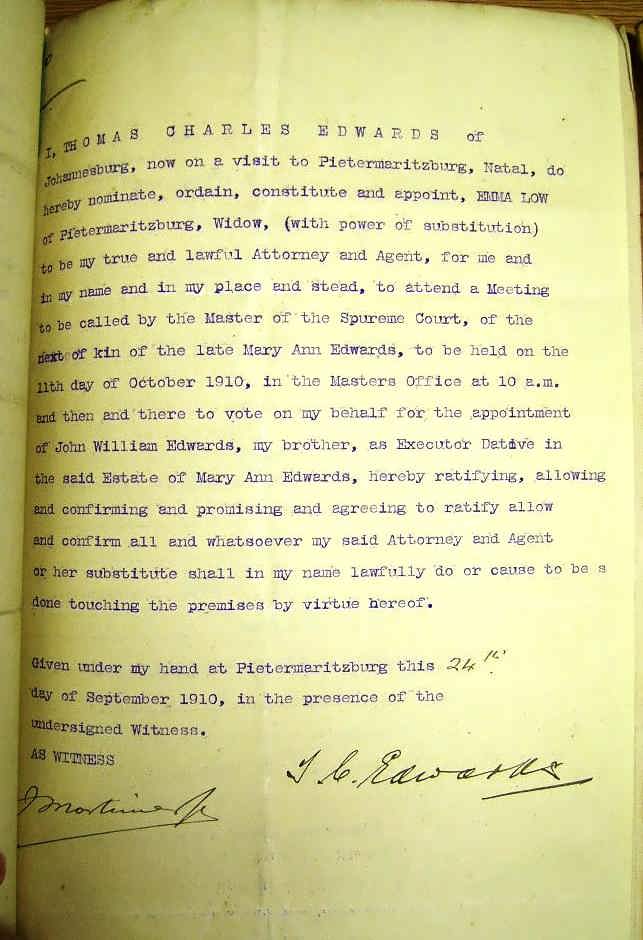 I, THOMAS CHARLES EDWARDS of
Johannesburg, now on a visit to Pietermaritzburg, Natal, do
hereby nominate, ordain, constitute and appoint, EMMA LOW
of Pietermaritzburg, Widow, (with power of substitution)
to be my true and lawful Attorney and Agent, for me and
in my name and in my place and stead, to attend a Meeting
to be called by the Master of the Spureme Court, of the
next of kin of the late Mary Ann Edwards, to be held on the
11th day of October 1910, in the Masters Office at 10 a.m.
and then and there to vote on my behalf for the appointment
of John William Edwards, my brother, as Executor Dative in
the said Estate of Mary Ann Edwards, hereby ratifying, allowing
and confirming and promising and agreeing to ratify allow
and confirm all and whatsoever my said Attorney and Agent
or her substitute shall in my name lawfully do or cause to be s
done touching the premises by virtue hereof.
Given under my hand at Pietermaritzburg this 24th
day of September 1910, in the presence of the
undersigned Witness.
AS WITNESS
T C. Edwards